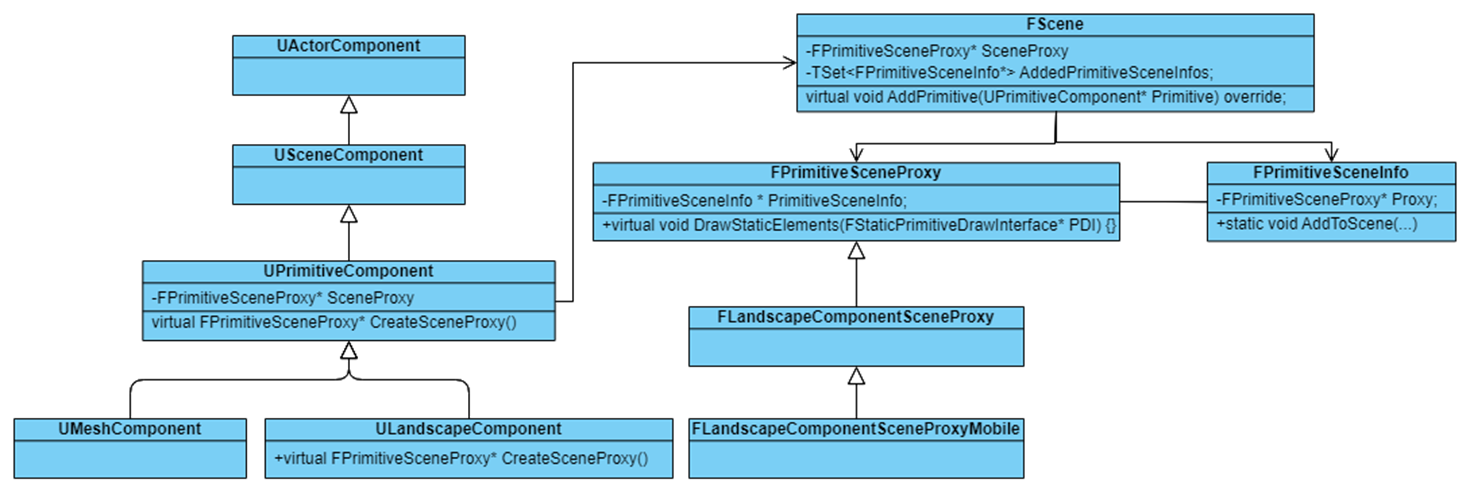 UActorComponent
USceneComponent
UPrimitiveComponent
-FPrimitiveSceneProxy* SceneProxy
virtual FPrimitiveSceneProxy* CreateSceneProxy()
UMeshComponent
ULandscapeComponent
+virtual FPrimitiveSceneProxy* CreateSceneProxy()
FScene
-FPrimitiveSceneProxy* SceneProxy
-TSet<FPrimitiveSceneInfo*> AddedPrimitiveSceneInfos;
virtual void AddPrimitive(UPrimitiveComponent* Primitive) override;
FPrimitiveSceneProxy
-FPrimitiveSceneInfo * PrimitiveSceneInfo;
+virtual void DrawStaticElements(FStaticPrimitiveDrawInterface* PDI) {}
FPrimitiveSceneInfo
-FPrimitiveSceneProxy* Proxy;
+static void AddToScene(...)
FLandscapeComponentSceneProxy
FLandscapeComponentSceneProxyMobile